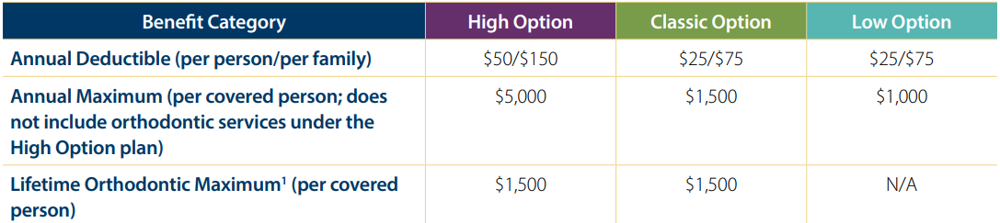 Benefit Category High Option Classic Option Low Option
Annual Deductible (per person/per family) $50/$150 $25/$75 $25/$75
Annual Maximum (per covered person; does $5,000 $1,500 $1,000
not include orthodontic services under the
High Option plan)
Lifetime Orthodontic Maximum¹ (per covered $1,500 $1,500 N/A
person)